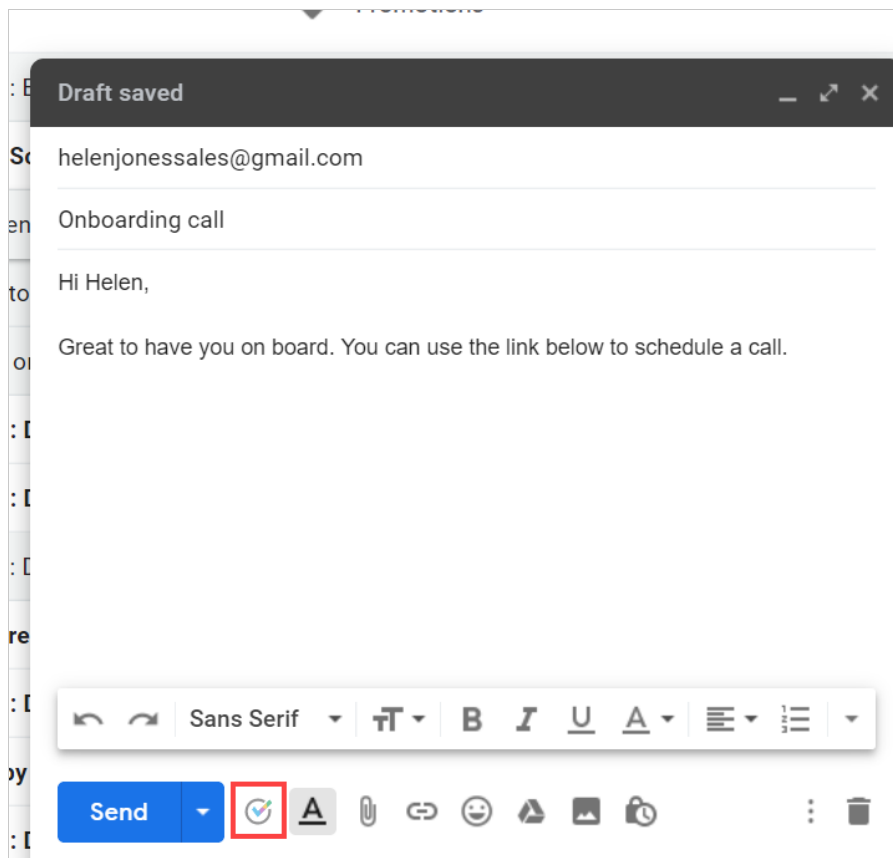 Draft saved
helenjonessales@gmail.com
Onboarding call
Hi Helen,
Great to have you on board. You can use the link below to schedule a call.
Sans Serif
Send